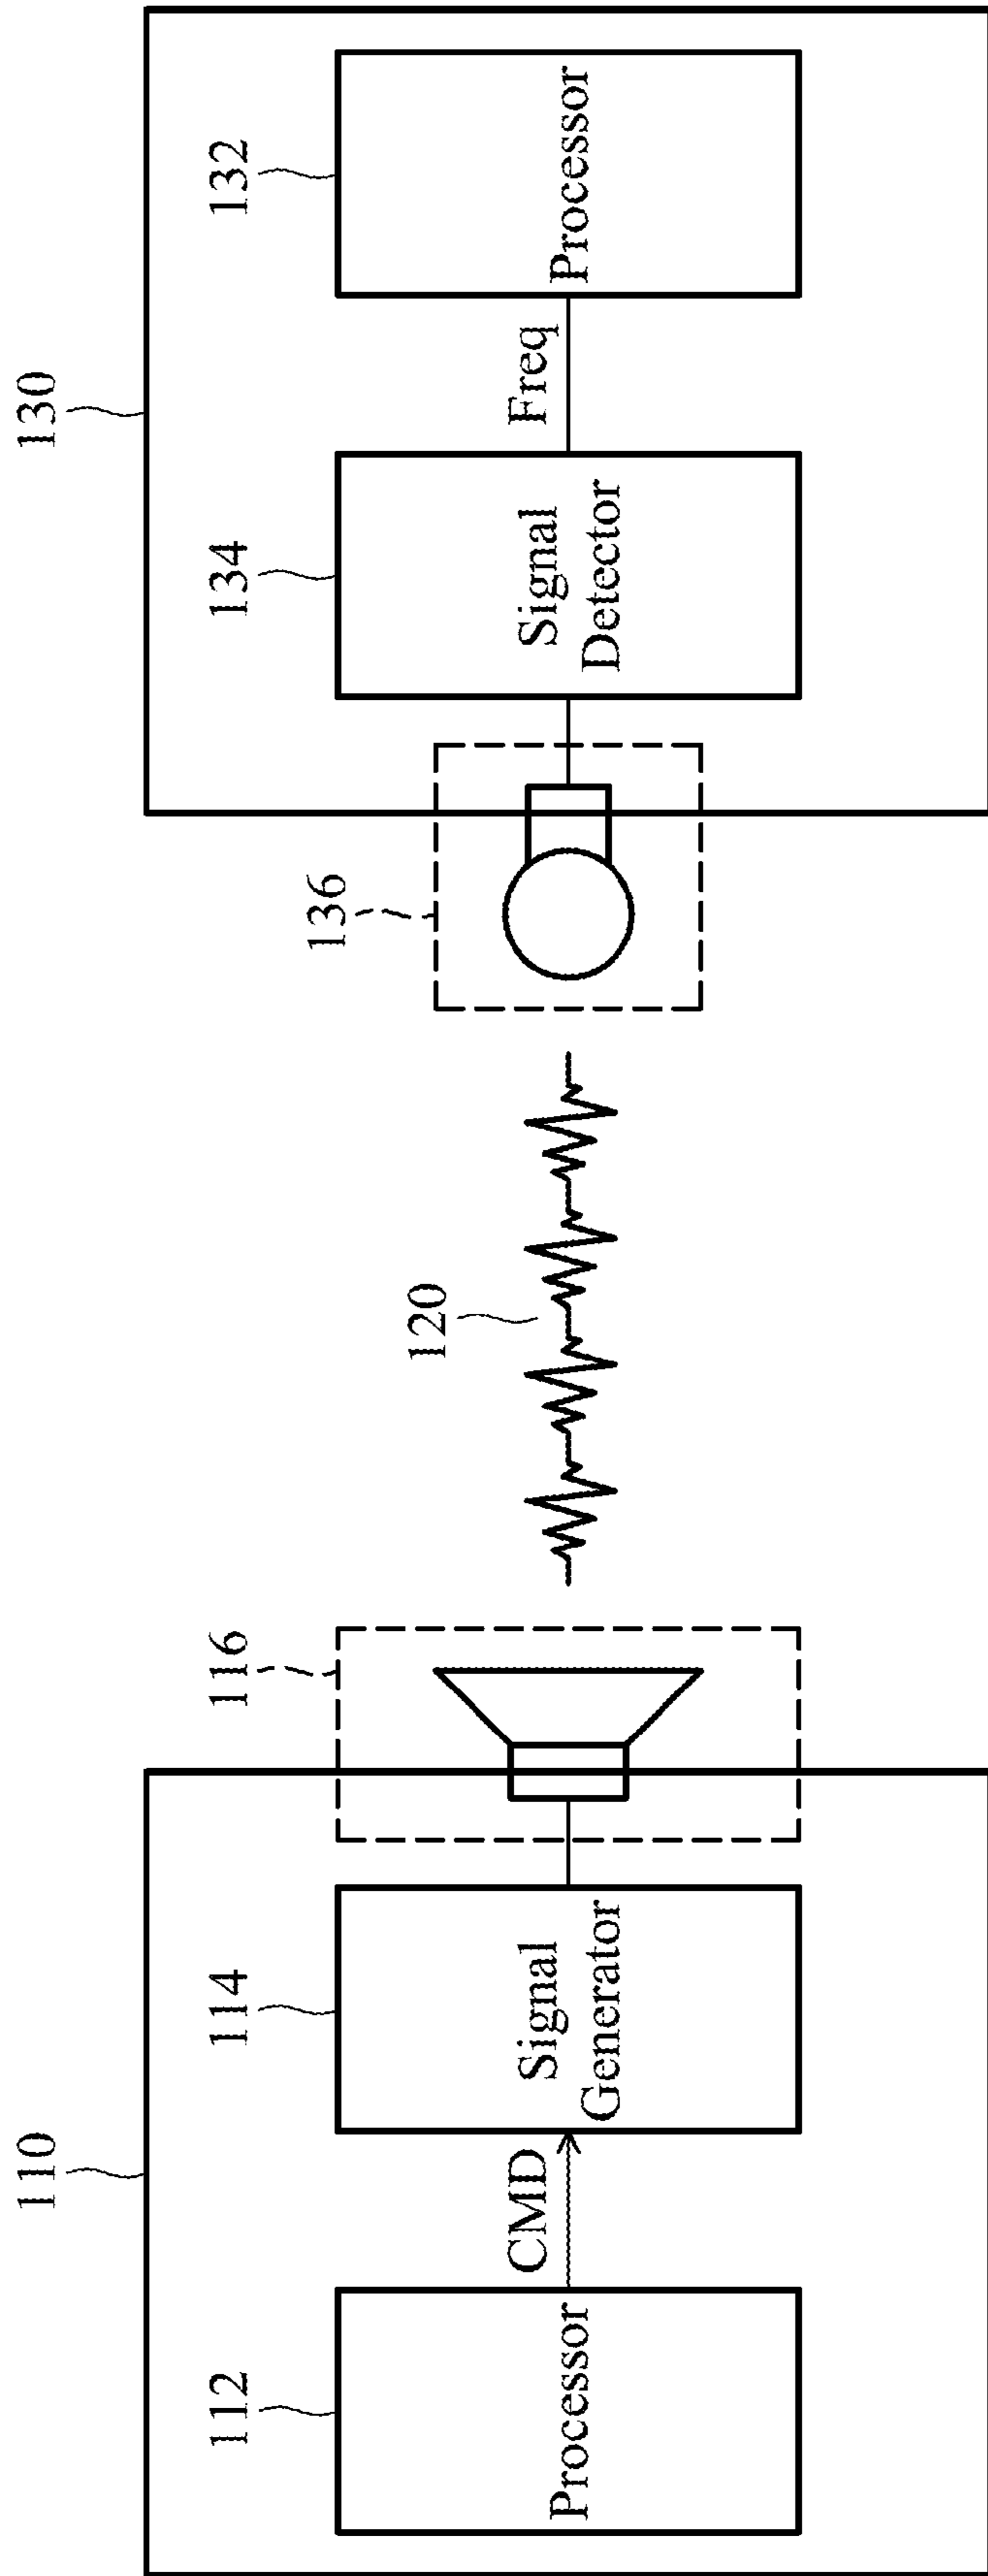 110
112
Processor
CMD
114
Signal
Generator
116
120
130
136
134
Signal
Detector
Freq
132
Processor